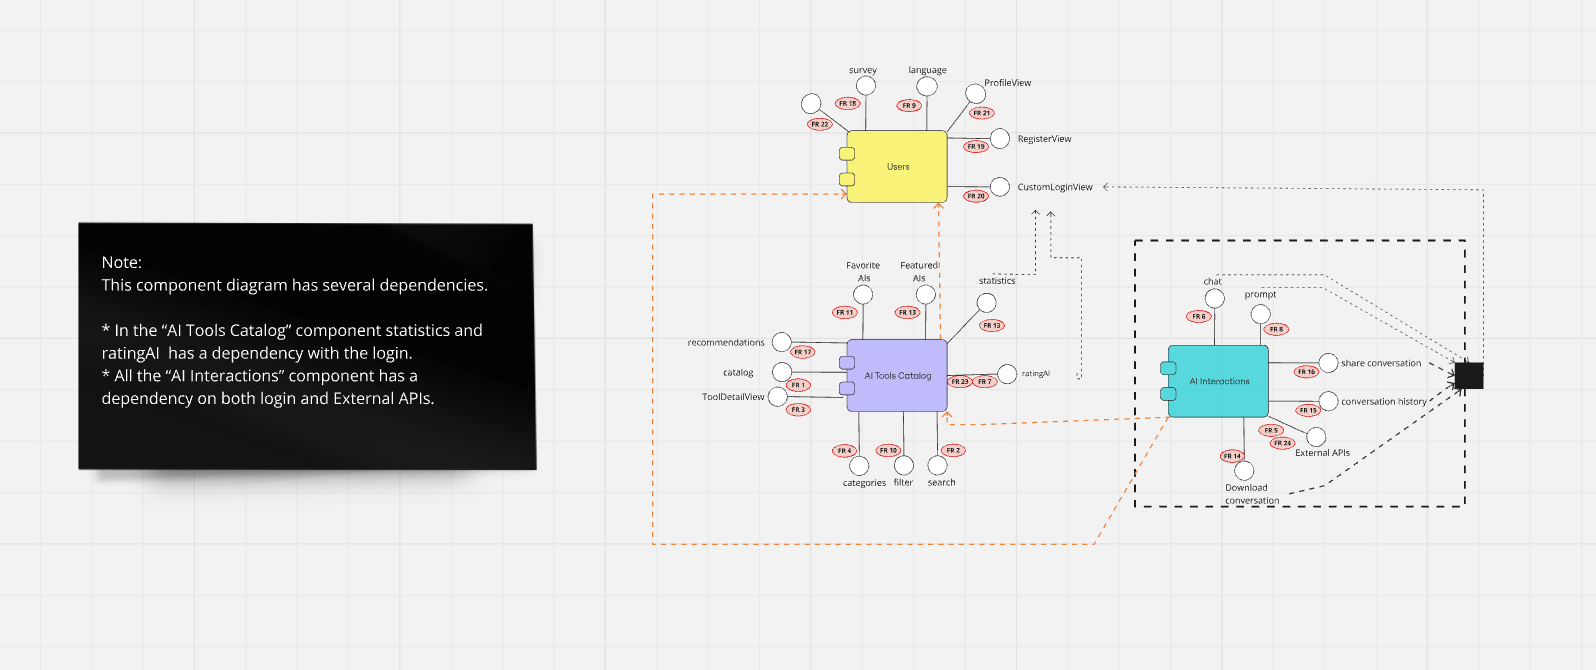 Note:
This component diagram has several dependencies.
* In the “AI Tools Catalog” component statistics and
ratingAI has a dependency with the login.
* All the “AI Interactions” component has a
dependency on both login and External APIs.
survey
language
ProfileView
FR 18
FR 9
FR 21
FR 22
Users
RegisterView
FR 19
CustomLoginView
FR 20
Favorite
AIs
Featured
AIs
statistics
FR 11
FR 13
FR 13
recommendations
FR 17
catalog
FR 1
AI Tools Catalog
FR 23
FR 7
ratingAI
ToolDetailView
FR 3
FR 4
FR 10
FR 2
categories
filter
search
chat
prompt
FR 6
FR 6
share conversation
FR 16
AI Interactions
conversation history
FR 15
FR 5
FR 24
External APIs
FR 14
Download
conversation